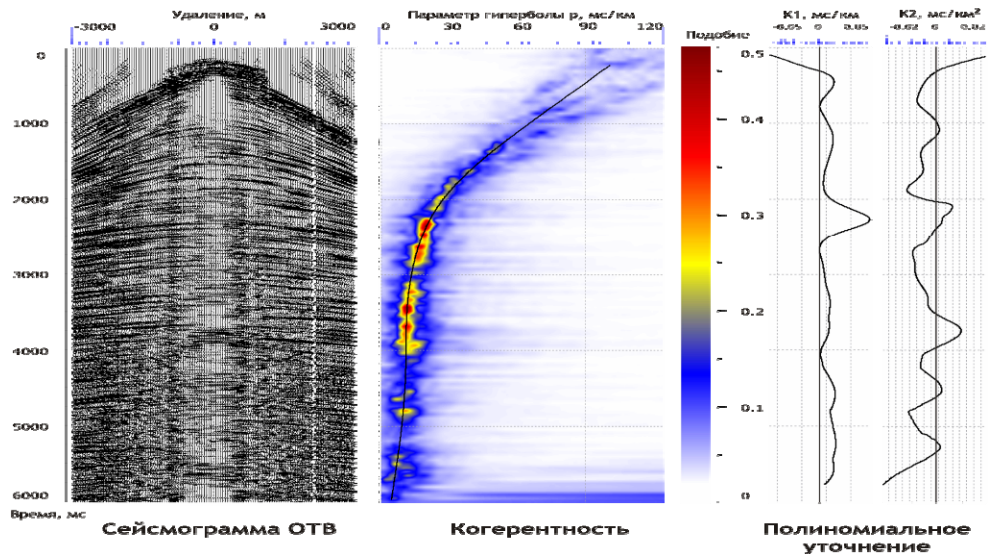 Удаление, м
-3000 0 3000
Параметр гиперболы p, мс/км
0 30 60 90 120
Подобие
К1, мс/км
-0.05 0 0.05
К2, мс/км²
-0.02 0 0.02
0
1000
2000
3000
4000
5000
6000
Время, мс
0.5
0.4
0.3
0.2
0.1
0
Сейсмограмма ОТВ
Когерентность
Полиномиальное
уточнение